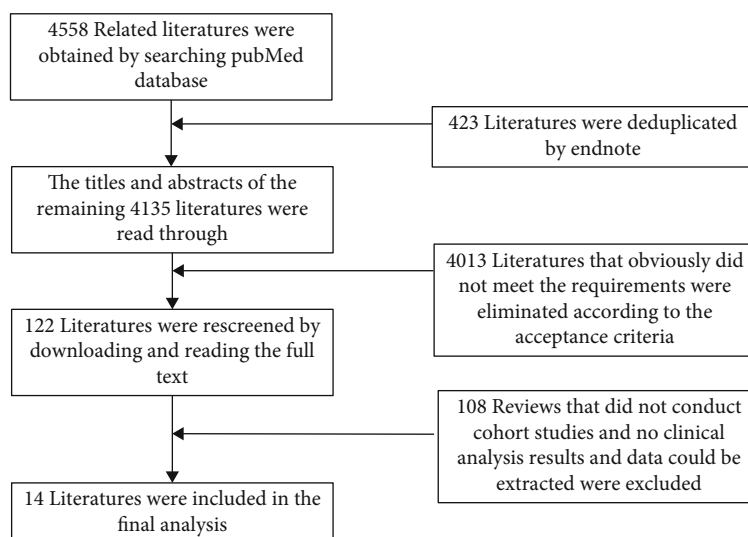 4558 Related literatures were
obtained by searching pubMed
database
423 Literatures were deduplicated
by endnote
The titles and abstracts of the
remaining 4135 literatures were
read through
4013 Literatures that obviously did
not meet the requirements were
eliminated according to the
acceptance criteria
122 Literatures were rescreened by
downloading and reading the full
text
108 Reviews that did not conduct
cohort studies and no clinical
analysis results and data could be
extracted were excluded
14 Literatures were included in the
final analysis